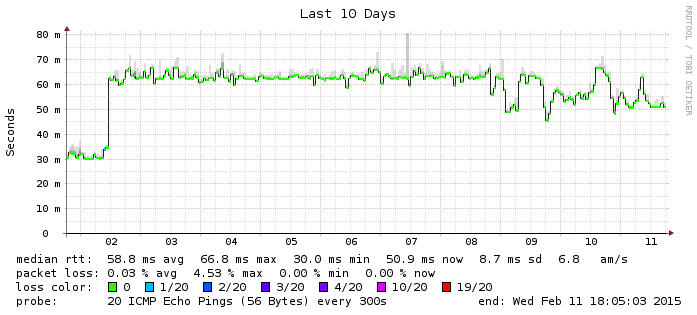 Last 10 Days
RRDTOOL / TOBI OETIKER
Seconds
80 m
70 m
60 m
50 m
40 m
30 m
20 m
10 m
0
02 03 04 05 06 07 08 09 10 11
median rtt: 58.8 ms avg 66.8 ms max 30.0 ms min 50.9 ms now 8.7 ms sd 6.8 am/s
packet loss: 0.03 % avg 4.53 % max 0.00 % min 0.00 % now
loss color: 0 1/20 2/20 3/20 4/20 10/20 19/20
probe: 20 ICMP Echo Pings (56 Bytes) every 300s end: Wed Feb 11 18:05:03 2015